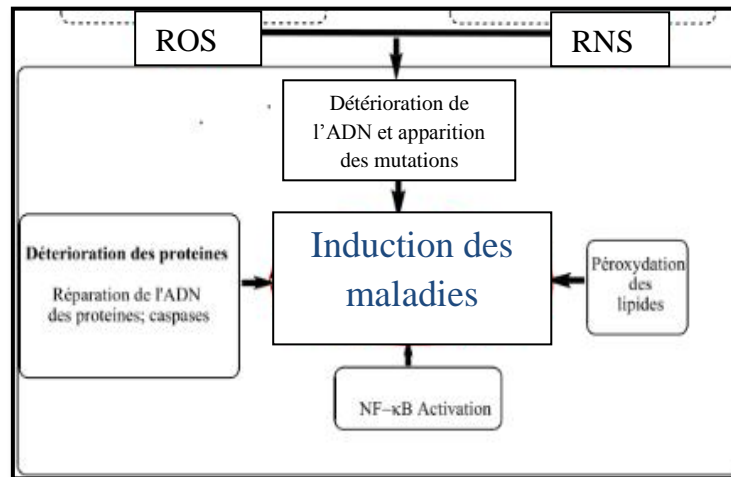 ROS
RNS
Détérioration de
l'ADN et apparition
des mutations
Déterioration des proteines
Réparation de l'ADN
des proteines; caspases
Induction des
maladies
Péroxydation
des
lipides
NF-κB Activation